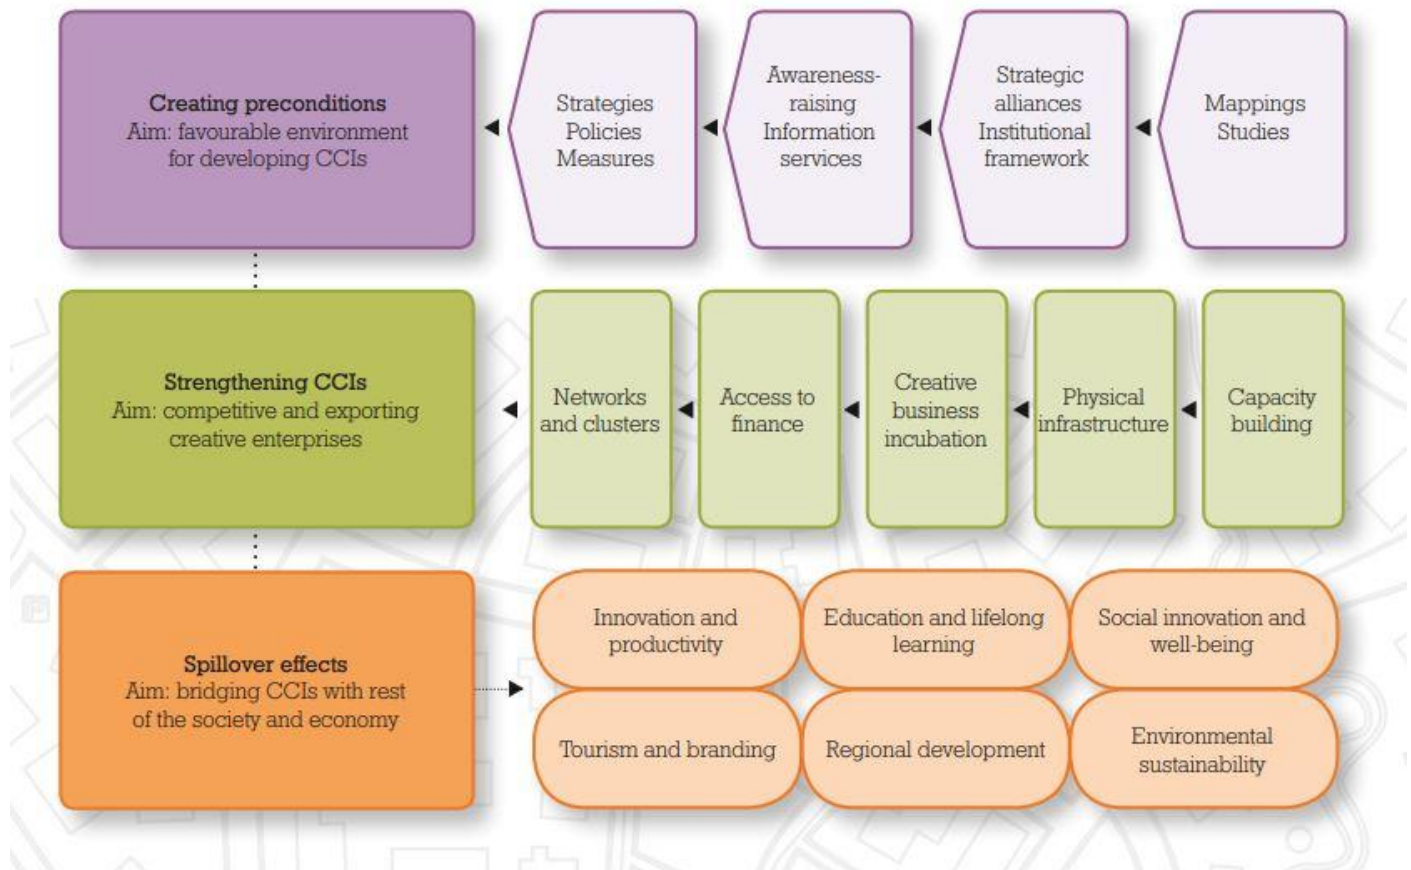 Creating preconditions
Aim: favourable environment
for developing CCIs
Strategies
Policies
Measures
Awareness-
raising
Information
services
Strategic
alliances
Institutional
framework
Mappings
Studies
Strengthening CCIs
Aim: competitive and exporting
creative enterprises
Networks
and clusters
Access to
finance
Creative
business
incubation
Physical
infrastructure
Capacity
building
Spillover effects
Aim: bridging CCIs with rest
of the society and economy
Innovation and
productivity
Education and lifelong
learning
Social innovation and
well-being
Tourism and branding
Regional development
Environmental
sustainability